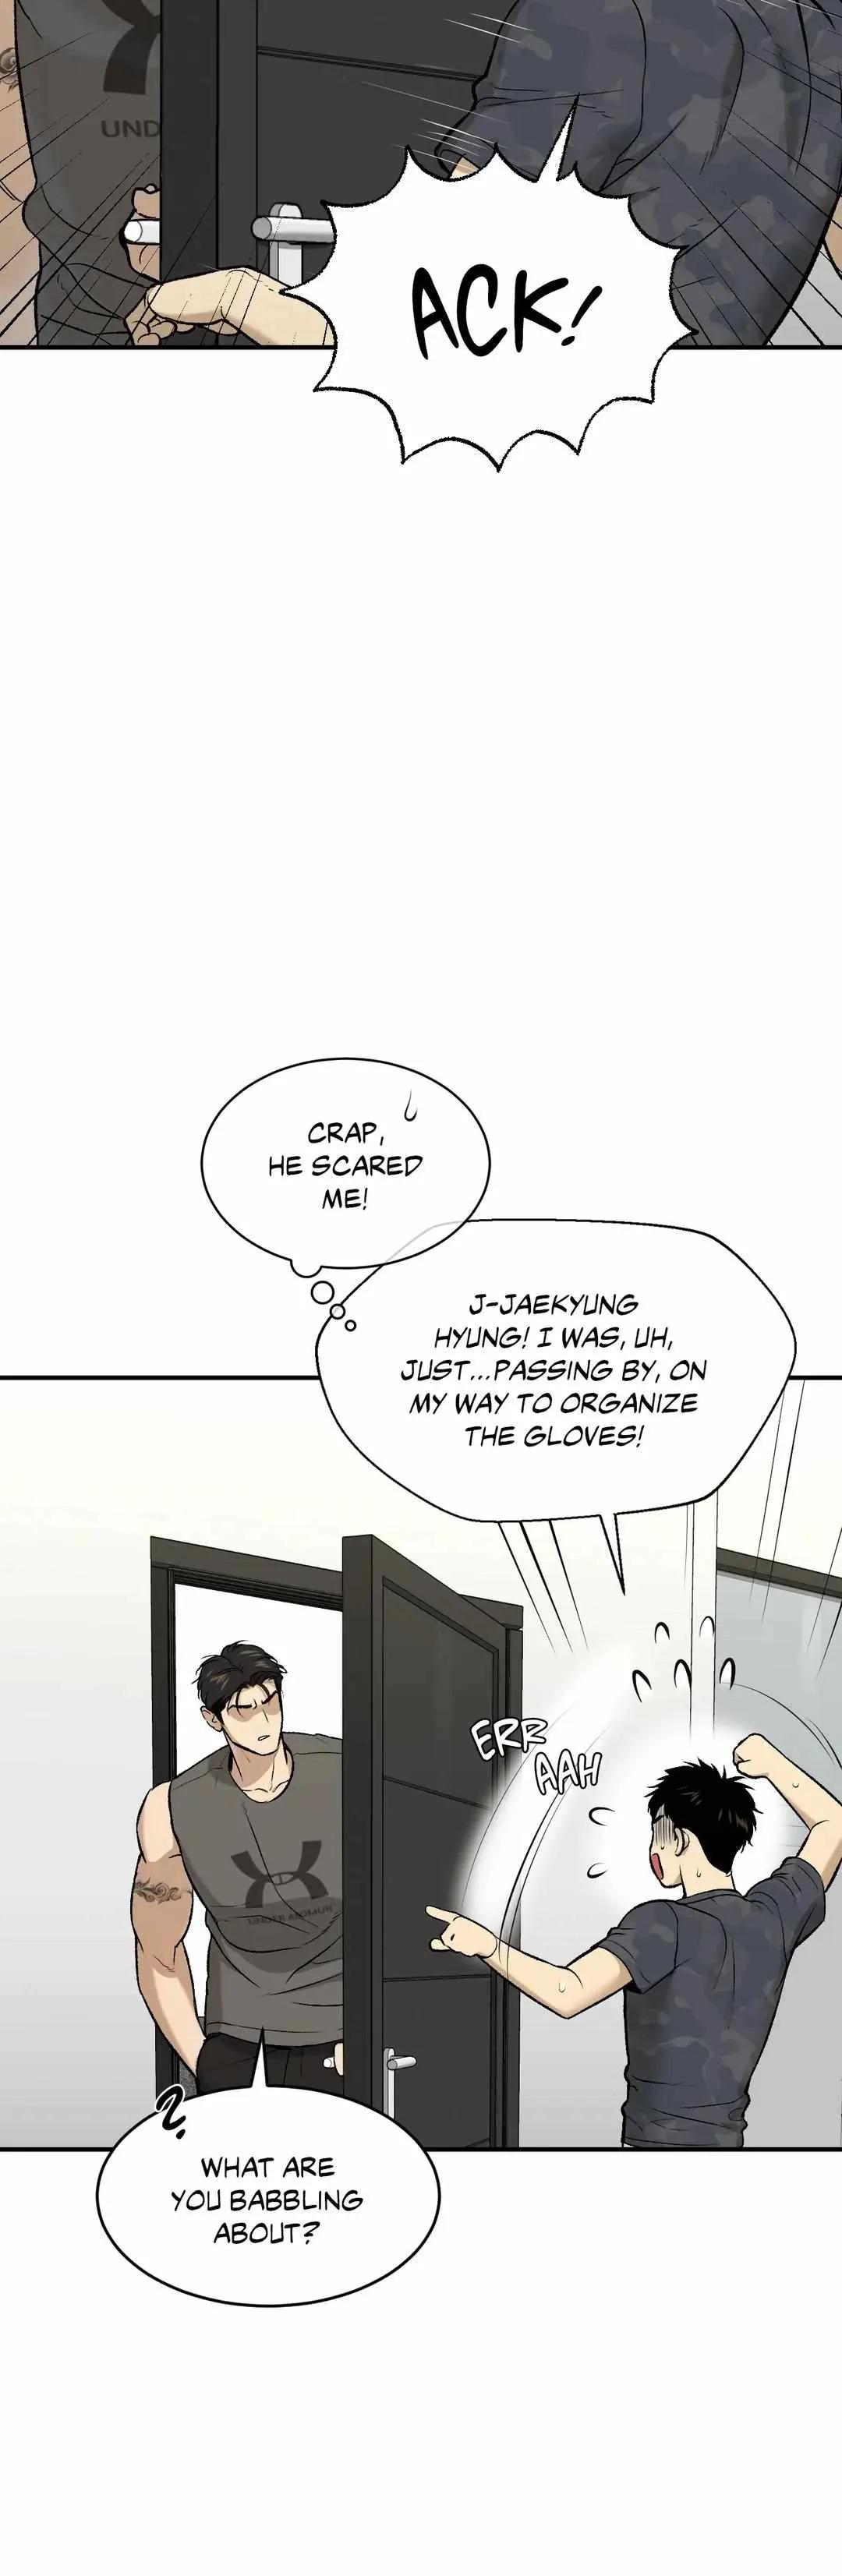 UND
ACK!
CRAP,
HE SCARED
ME!
J-JAEKYUNG
HYUNG! I WAS, UH,
JUST...PASSING BY, ON
MY WAY TO ORGANIZE
THE GLOVES!
ERR
AAH
?
WHAT ARE
YOU BABBLING
ABOUT?